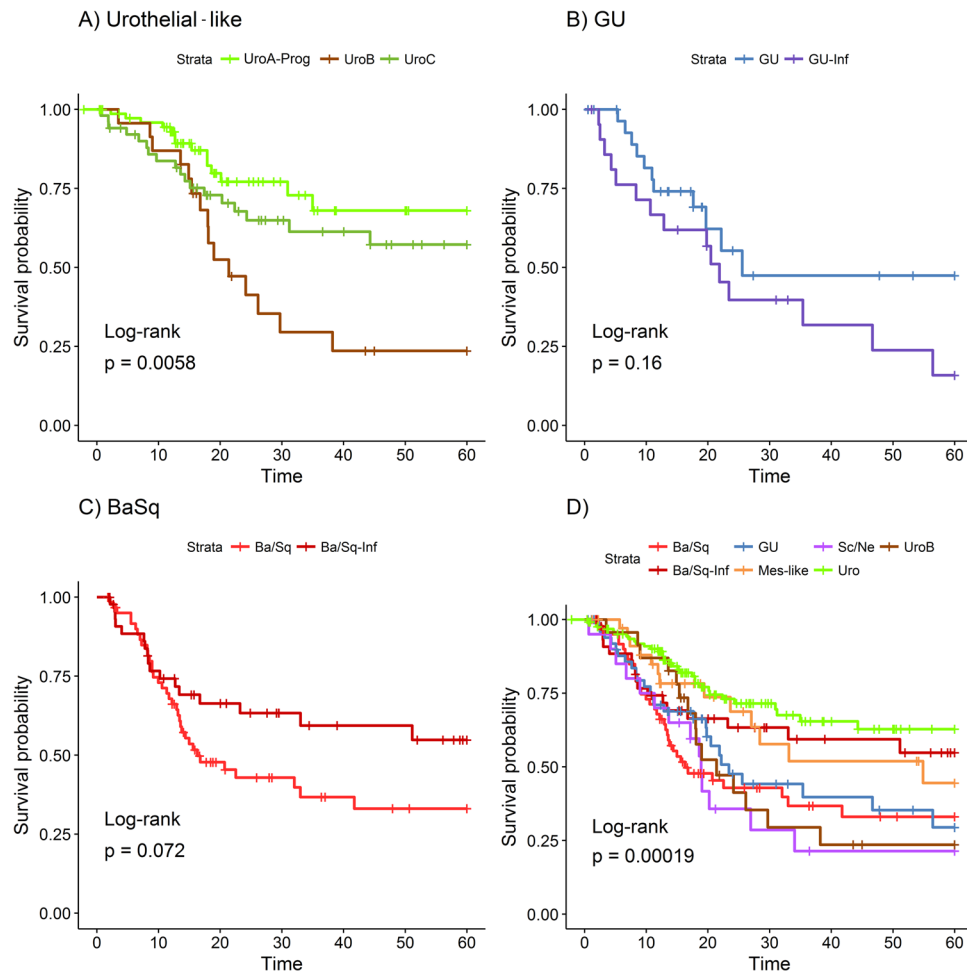 A) Urothelial-like
Strata UroA-Prog UroB UroC
Survival probability
1.00
0.75
0.50
0.25
0.00
Log-rank
p = 0.0058
0 10 20 30 40 50 60
Time
B) GU
Strata GU GU-Inf
Survival probability
1.00
0.75
0.50
0.25
0.00
Log-rank
p = 0.16
0 10 20 30 40 50 60
Time
C) BaSq
Strata Ba/Sq Ba/Sq-Inf
Survival probability
1.00
0.75
0.50
0.25
0.00
Log-rank
p = 0.072
0 10 20 30 40 50 60
Time
D)
Strata
Ba/Sq GU Sc/Ne UroB
Ba/Sq-Inf Mes-like Uro
Survival probability
1.00
0.75
0.50
0.25
0.00
Log-rank
p = 0.00019
0 10 20 30 40 50 60
Time